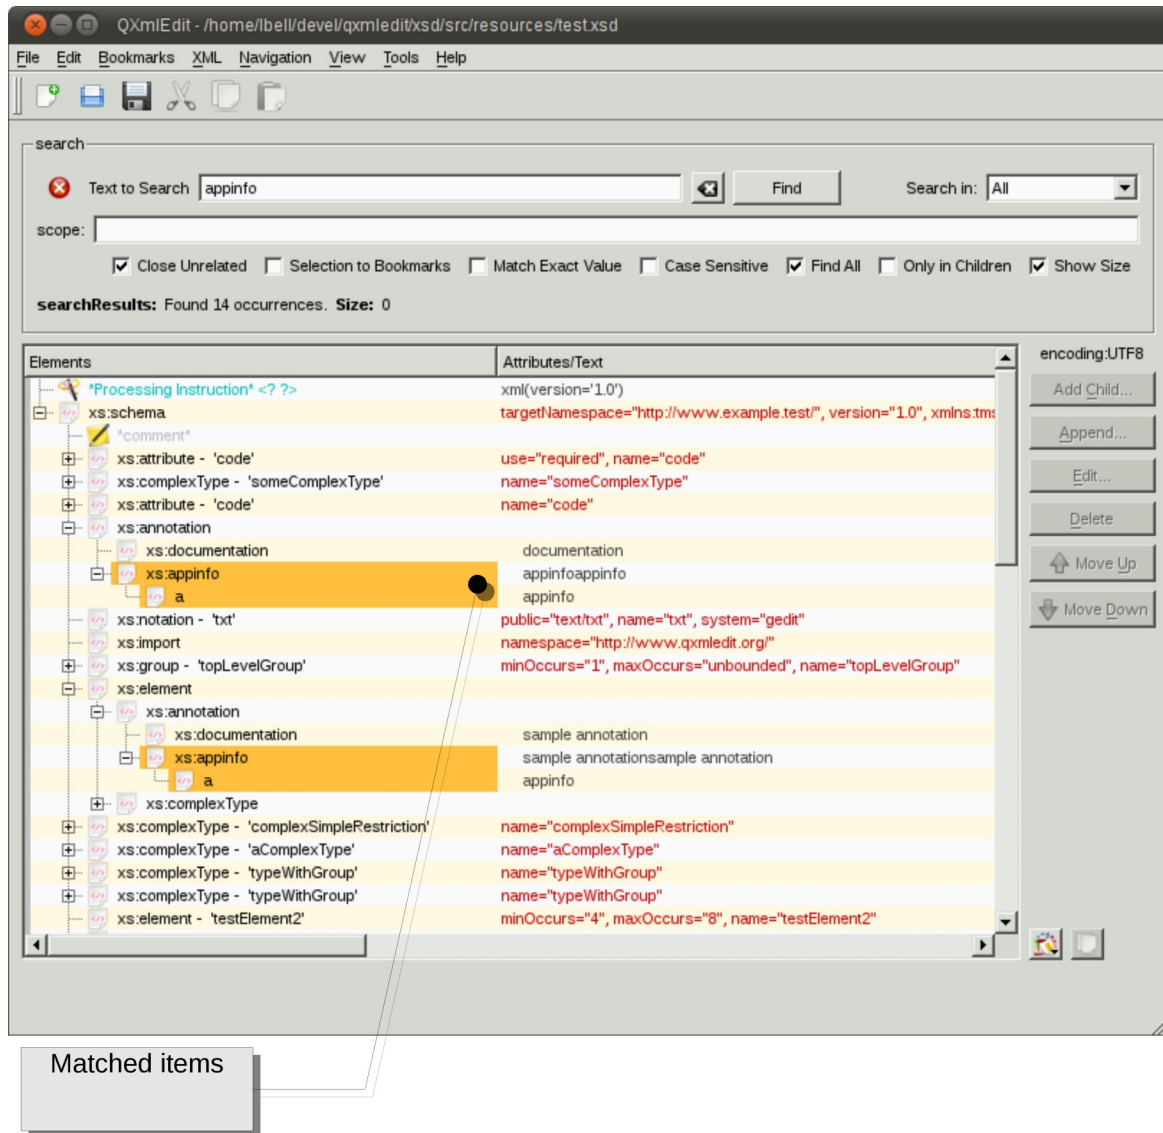 QXmlEdit - /home/lbell/devel/qxmledit/xsd/src/resources/test.xsd
File Edit Bookmarks XML Navigation View Tools Help
search
Text to Search appinfo Find Search in: All
scope:
Close Unrelated Selection to Bookmarks Match Exact Value Case Sensitive Find All Only in Children Show Size
searchResults: Found 14 occurrences. Size: 0
Elements Attributes/Text encoding:UTF8
*Processing Instruction* <? ?> xml(version='1.0') Add Child...
xs:schema targetNamespace="http://www.example.test/", version="1.0", xmlns:tms
*comment* Append...
xs:attribute - 'code' use="required", name="code"
xs:complexType - 'someComplexType' name="someComplexType" Edit...
xs:attribute - 'code' name="code"
xs:annotation Delete
xs:documentation documentation
xs:appinfo appinfoappinfo Move Up
a appinfo
xs:notation - 'txt' public="text/txt", name="txt", system="gedit" Move Down
xs:import namespace="http://www.qxmledit.org/"
xs:group - 'topLevelGroup' minOccurs="1", maxOccurs="unbounded", name="topLevelGroup"
xs:element
xs:annotation
xs:documentation sample annotation
xs:appinfo sample annotationsample annotation
a appinfo
xs:complexType
xs:complexType - 'complexSimpleRestriction' name="complexSimpleRestriction"
xs:complexType - 'aComplexType' name="aComplexType"
xs:complexType - 'typeWithGroup' name="typeWithGroup"
xs:complexType - 'typeWithGroup' name="typeWithGroup"
xs:element - 'testElement2' minOccurs="4", maxOccurs="8", name="testElement2"
Matched items